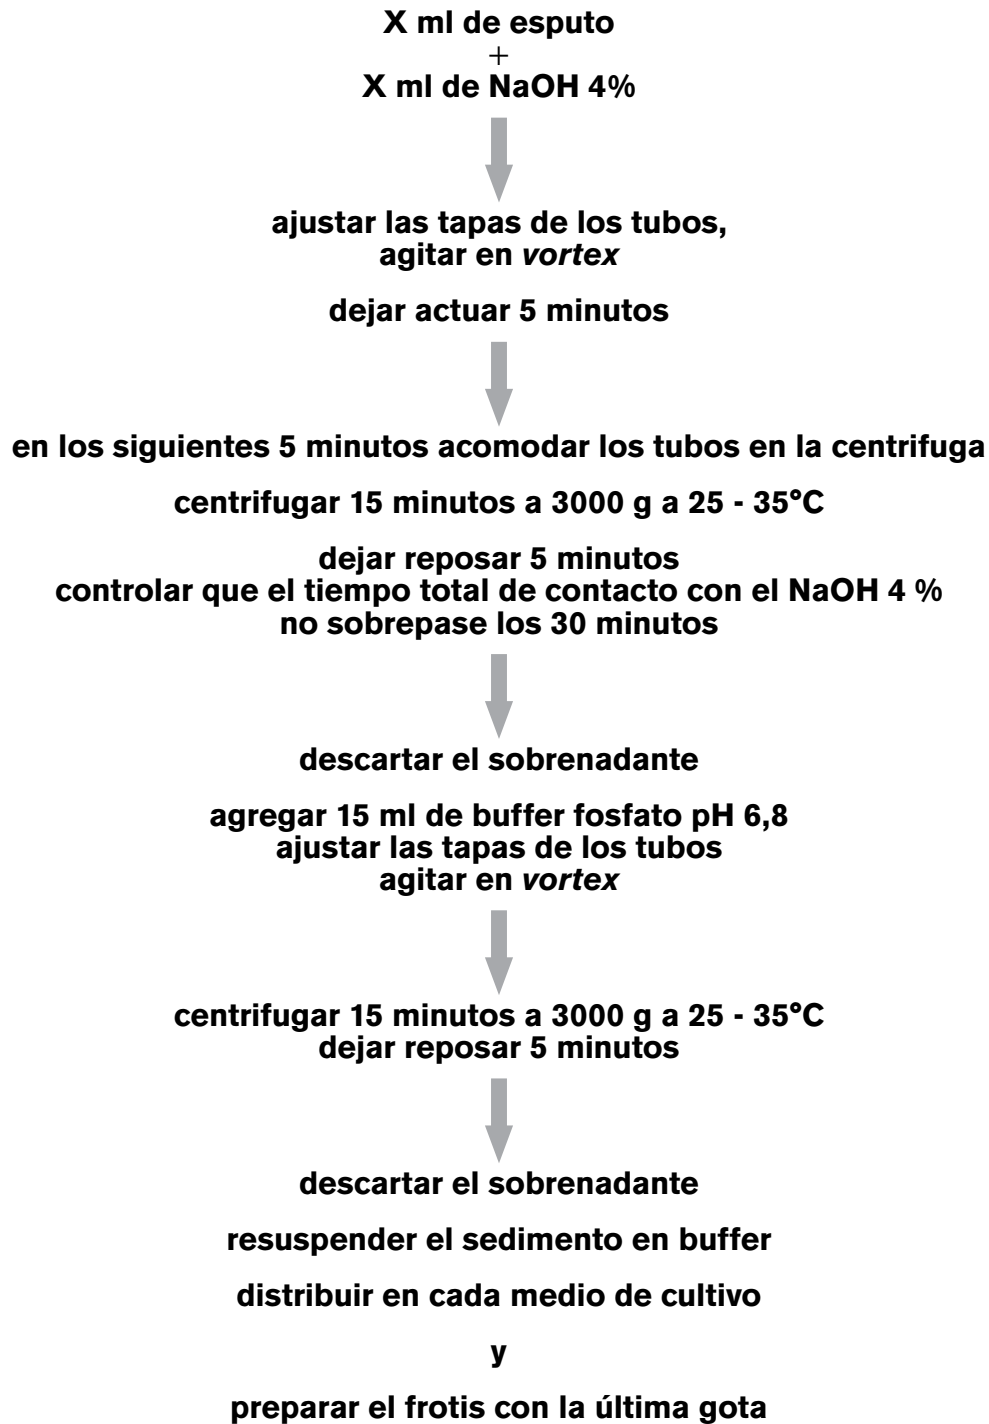 X ml de esputo
+
X ml de NaOH 4%
ajustar las tapas de los tubos,
agitar en vortex
dejar actuar 5 minutos
en los siguientes 5 minutos acomodar los tubos en la centrifuga
centrifugar 15 minutos a 3000 g a 25 - 35°C
dejar reposar 5 minutos
controlar que el tiempo total de contacto con el NaOH 4 %
no sobrepase los 30 minutos
descartar el sobrenadante
agregar 15 ml de buffer fosfato pH 6,8
ajustar las tapas de los tubos
agitar en vortex
centrifugar 15 minutos a 3000 g a 25 - 35°C
dejar reposar 5 minutos
descartar el sobrenadante
resuspender el sedimento en buffer
distribuir en cada medio de cultivo
y
preparar el frotis con la última gota